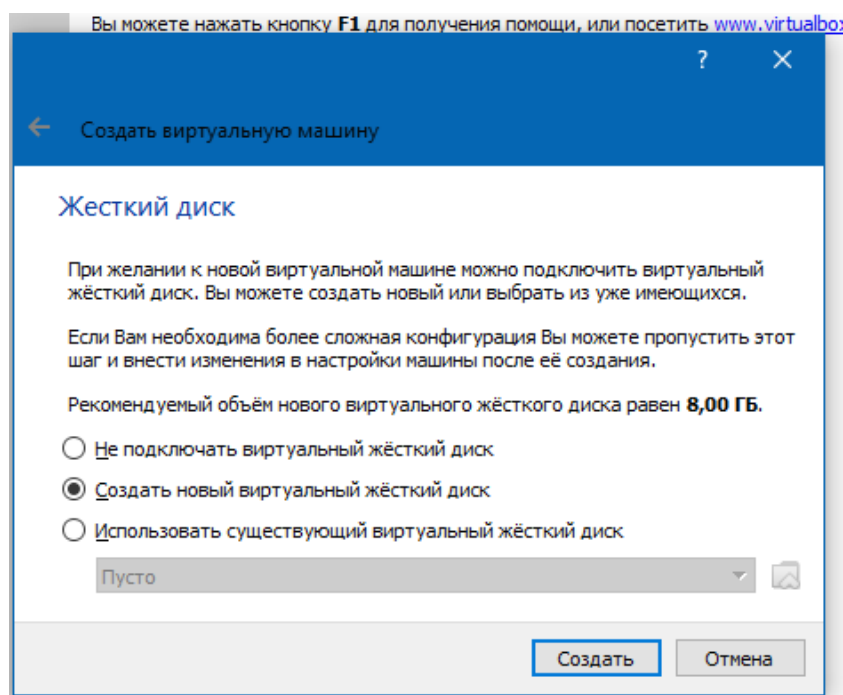 Вы можете нажать кнопку F1 для получения помощи, или посетить www.virtualbox
?
Создать виртуальную машину
Жесткий диск
При желании к новой виртуальной машине можно подключить виртуальный
жёсткий диск. Вы можете создать новый или выбрать из уже имеющихся.
Если Вам необходима более сложная конфигурация Вы можете пропустить этот
шаг и внести изменения в настройки машины после её создания.
Рекомендуемый объём нового виртуального жёсткого диска равен 8,00 ГБ.
Не подключать виртуальный жёсткий диск
Создать новый виртуальный жёсткий диск
Использовать существующий виртуальный жёсткий диск
Пусто
Создать Отмена